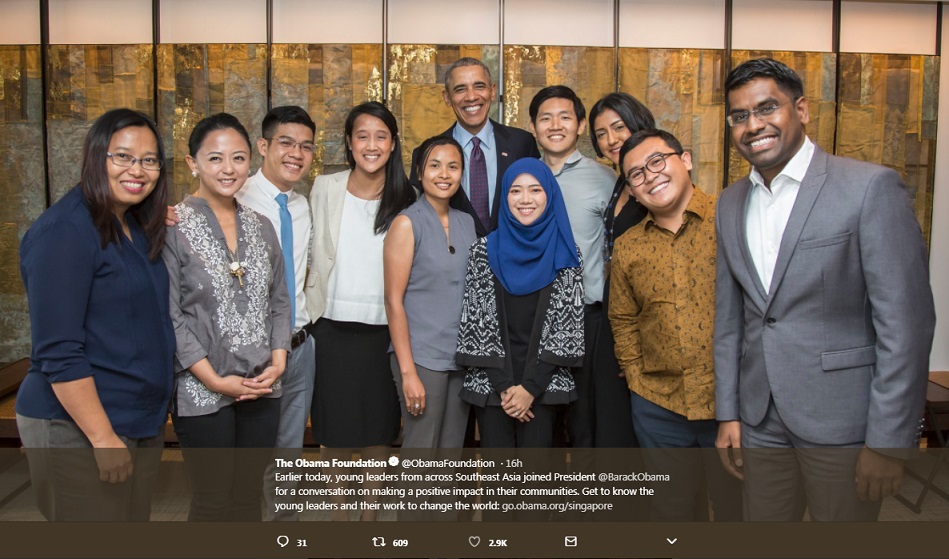 The Obama Foundation @ObamaFoundation · 16h
Earlier today, young leaders from across Southeast Asia joined President @BarackObama
for a conversation on making a positive impact in their communities. Get to know the
young leaders and their work to change the world: go.obama.org/singapore
31 609 2.9K